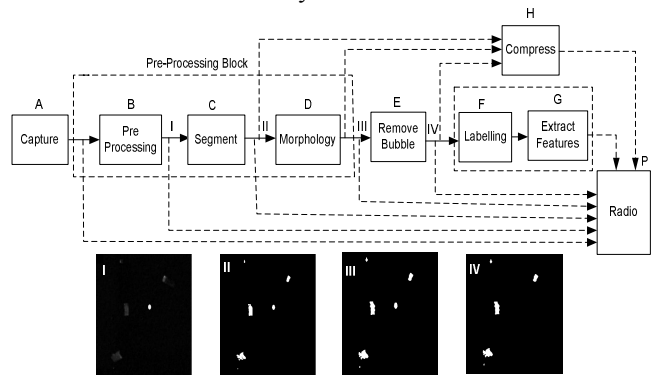 H
Compress
Pre-Processing Block
A
B
C
D
E
F
G
Capture
Pre
Processing
I
Segment
II
Morphology
III
Remove
Bubble
IV
Labelling
Extract
Features
P
Radio
I
II
III
IV